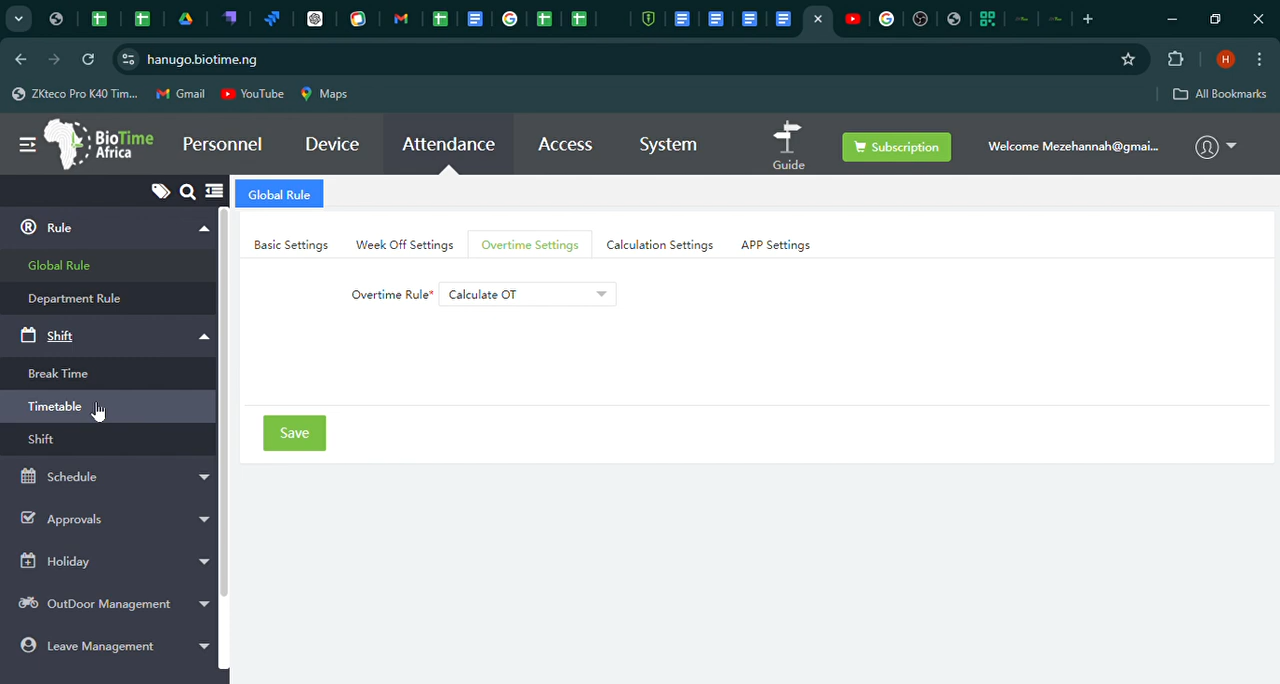 hanugo.biotime.ng
H
ZKteco Pro K40 Tim...
Gmail
YouTube
Maps
All Bookmarks
BioTime
Africa
Personnel
Device
Attendance
Access
System
Guide
Subscription
Welcome Mezehannah@gmai...
Global Rule
R Rule
Global Rule
Department Rule
Shift
Break Time
Timetable
Shift
Schedule
Approvals
Holiday
OutDoor Management
Leave Management
Basic Settings
Week Off Settings
Overtime Settings
Calculation Settings
APP Settings
Overtime Rule*
Calculate OT
Save